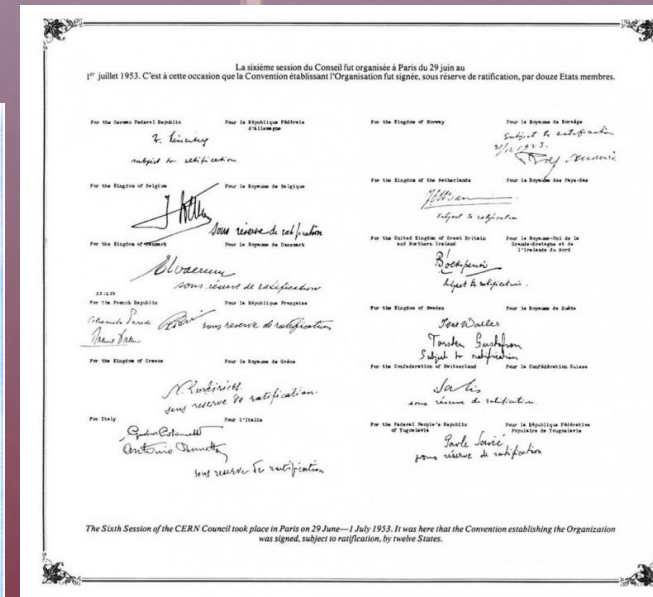 La sixième session du Conseil fut organisée à Paris du 29 juin au
1er juillet 1953. C'est à cette occasion que la Convention établissant l'Organisation fut signée, sous réserve de ratification, par douze Etats membres.
For the German Federal Republic
Pour la République Fédérale
d'Allemagne
subject to ratification
For the Kingdom of Belgium
Pour le Royaume de Belgique
sous réserve de ratification
For the Kingdom of Denmark
Pour le Royaume de Danemark
sous réserve de ratification
For the French Republic
Pour la République Française
sous reserve de ratification
For the Kingdom of Greece
Pour le Royaume de Grèce
sous reserve de ratification.
For Italy
Pour l'Italie
sous reserve de ratification
For the Kingdom of Norway
Pour le Royaume de Norvège
Subject to ratification
For the Kingdom of the Netherlands
Pour le Royaume des Pays-Bas
subject to ratification
For the United Kingdom of Great Britain
and Northern Ireland
Pour le Royaume-Uni de la
Grande-Bretagne et de
l'Irlande du Nord
subject to ratification.
For the Kingdom of Sweden
Pour le Royaume de Suède
Torsten Gustafson
Subject to ratification
For the Confederation of Switzerland
Pour la Confédération Suisse
sous réserve de ratification.
For the Federal People's Republic
of Yugoslavia
Pour la République Fédérative
Populaire de Yougoslavie
Pavle Savić
sous réserve de ratification
The Sixth Session of the CERN Council took place in Paris on 29 June—1 July 1953. It was here that the Convention establishing the Organization
was signed, subject to ratification, by twelve States.